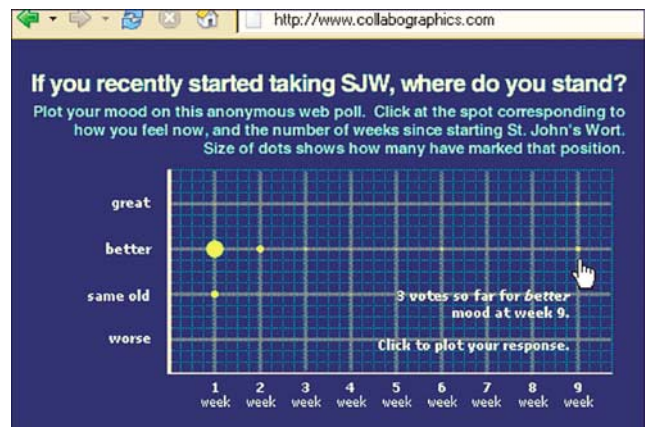 http://www.collabographics.com
If you recently started taking SJW, where do you stand?
Plot your mood on this anonymous web poll. Click at the spot corresponding to
how you feel now, and the number of weeks since starting St. John's Wort.
Size of dots shows how many have marked that position.
great
better
same old
3 votes so far for better
mood at week 9.
worse
Click to plot your response.
1 2 3 4 5 6 7 8 9
week week week week week week week week week